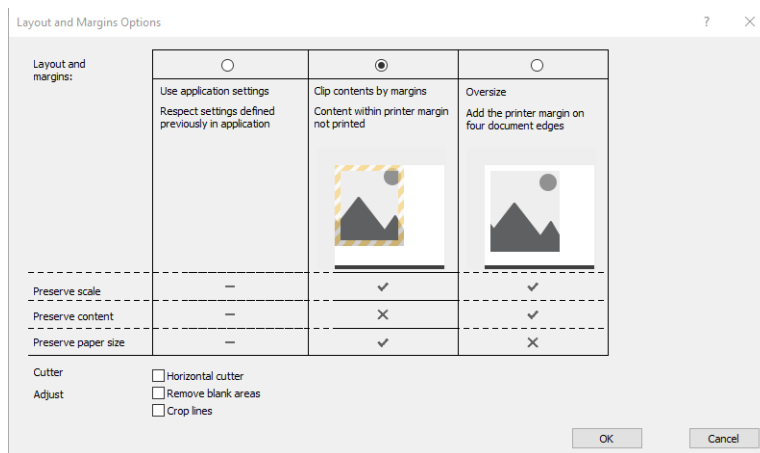 Layout and Margins Options
Layout and
margins:
Use application settings
Respect settings defined
previously in application
Clip contents by margins
Content within printer margin
not printed
Oversize
Add the printer margin on
four document edges
Preserve scale
Preserve content
Preserve paper size
Cutter
Horizontal cutter
Adjust
Remove blank areas
Crop lines
OK
Cancel